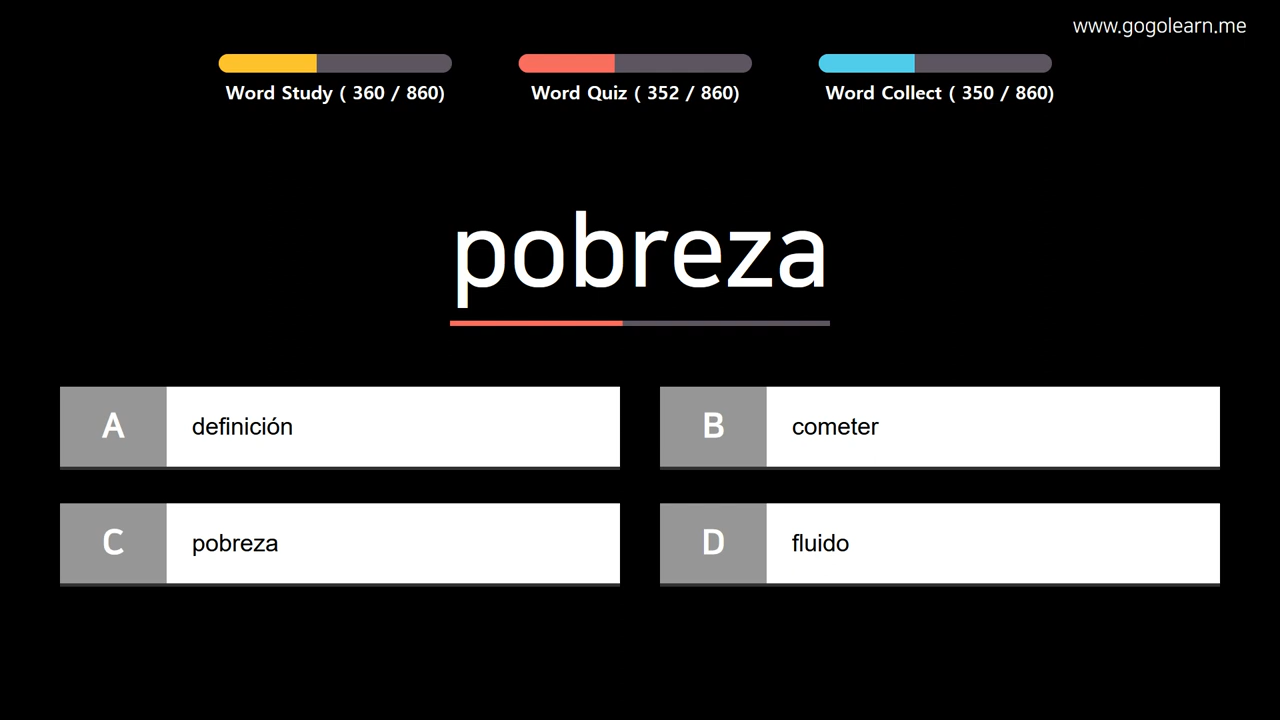 www.gogolearn.me
Word Study ( 360 / 860)
Word Quiz ( 352 / 860)
Word Collect ( 350 / 860)
pobreza
A definición
B cometer
C pobreza
D fluido